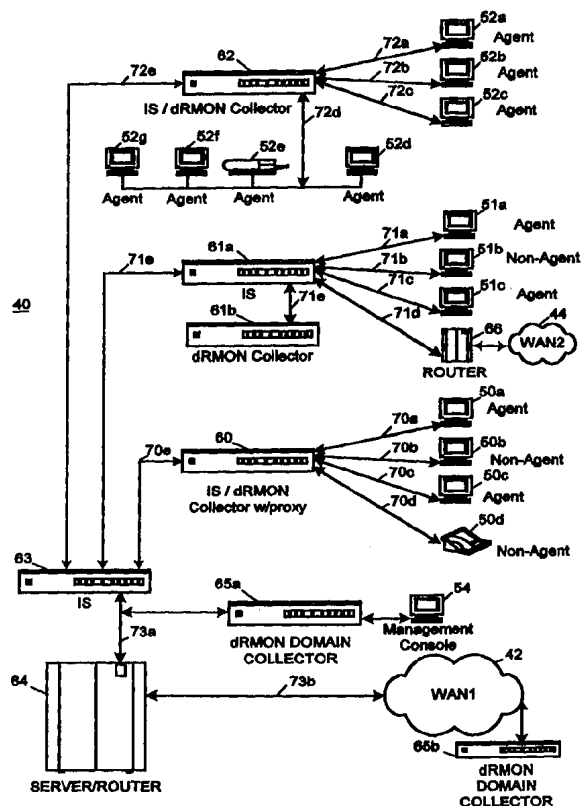 52a
62
72a
Agent
72e
72b
52b
Agent
72c
52c
IS / dRMON Collector
72d
Agent
52g
52f
52e
52d
Agent
Agent
Agent
Agent
51a
61a
71a
Agent
71e
71b
51b
Non-Agent
40
IS
71c
51c
71e
Agent
61b
71d
66
44
dRMON Collector
WAN2
ROUTER
50a
70a
Agent
70e
60
70b
50b
Non-Agent
70c
50c
IS / dRMON
Collector w/proxy
Agent
70d
50d
63
Non-Agent
IS
65a
54
73a
dRMON DOMAIN
COLLECTOR
Management
Console
42
64
73b
WAN1
65b
SERVER/ROUTER
dRMON
DOMAIN
COLLECTOR